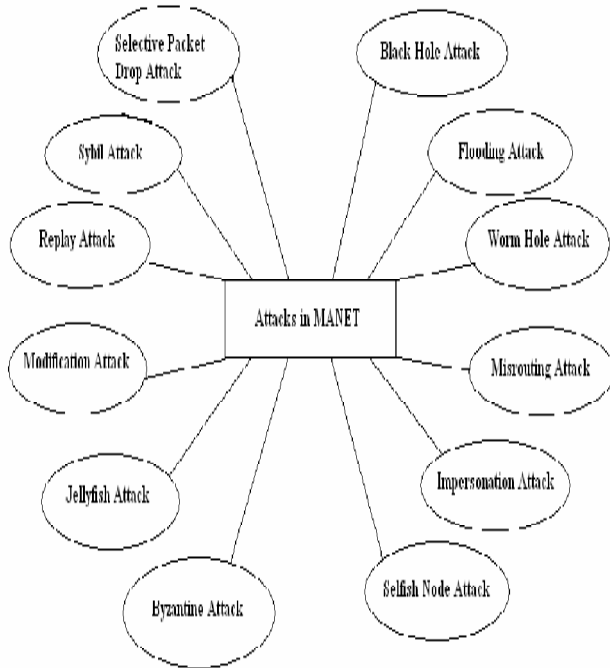 Selective Packet
Drop Attack
Black Hole Attack
Sybil Attack
Flooding Attack
Replay Attack
Worm Hole Attack
Attacks in MANET
Modification Attack
Misrouting Attack
Jellyfish Attack
Impersonation Attack
Byzantine Attack
Selfish Node Attack